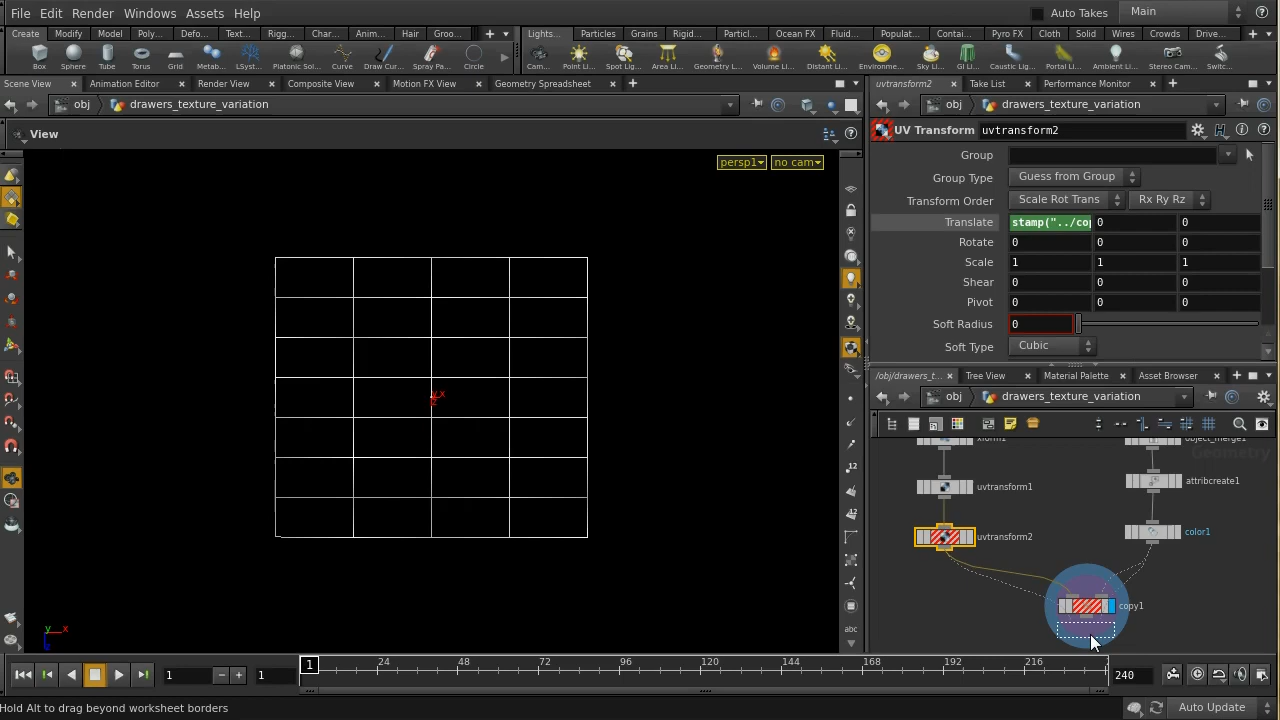 File Edit Render Windows Assets Help Auto Takes Main
Create Modify Model Poly... Defo... Text... Rigg... Char... Anim... Hair Groo... Lights... Particles Grains Rigid... Particl... Ocean FX Fluid... Populat... Contai... Pyro FX Cloth Solid Wires Crowds Drive...
Box Sphere Tube Torus Grid Metab... LSyst... Platonic Sol... Curve Draw Cur... Spray Pa... Circle Cam... Point Li... Spot Lig... Area Li... Geometry L... Volume Li... Distant Li... Environme... Sky Li... GI Li... Caustic Lig... Portal Li... Ambient Li... Stereo Cam... Switc...
Scene View Animation Editor Render View Composite View Motion FX View Geometry Spreadsheet
obj drawers_texture_variation
View
persp1 no cam
y x
z
12
12
abc
y x
z
uvtransform2 Take List Performance Monitor
obj drawers_texture_variation
UV Transform uvtransform2
Group
Group Type Guess from Group
Transform Order Scale Rot Trans Rx Ry Rz
Translate stamp("../co 0 0
Rotate 0 0 0
Scale 1 1 1
Shear 0 0 0
Pivot 0 0 0
Soft Radius 0
Soft Type Cubic
/obj/drawers_t... Tree View Material Palette Asset Browser
obj drawers_texture_variation
xform1 object_merge1
Geometry
uvtransform1 attribcreate1
uvtransform2 color1
copy1
1 1 1 24 48 72 96 120 144 168 192 216 240
Hold Alt to drag beyond worksheet borders Auto Update